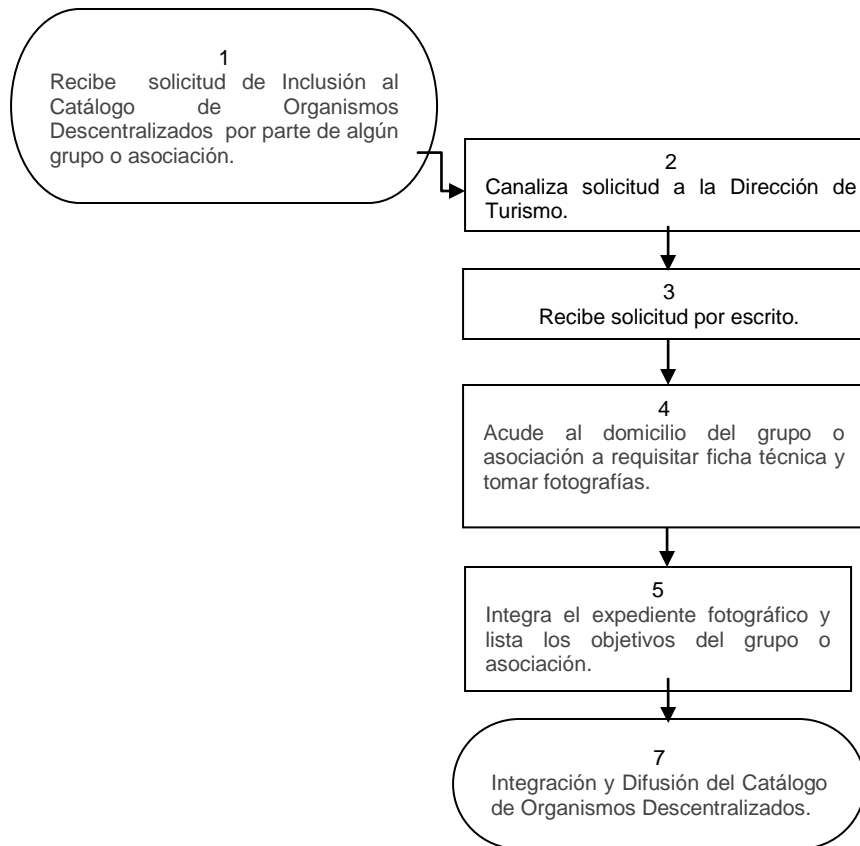 1
Recibe solicitud de Inclusión al
Catálogo de Organismos
Descentralizados por parte de algún
grupo o asociación.
2
Canaliza solicitud a la Dirección de
Turismo.
3
Recibe solicitud por escrito.
4
Acude al domicilio del grupo o
asociación a requisitar ficha técnica y
tomar fotografías.
5
Integra el expediente fotográfico y
lista los objetivos del grupo o
asociación.
7
Integración y Difusión del Catálogo
de Organismos Descentralizados.